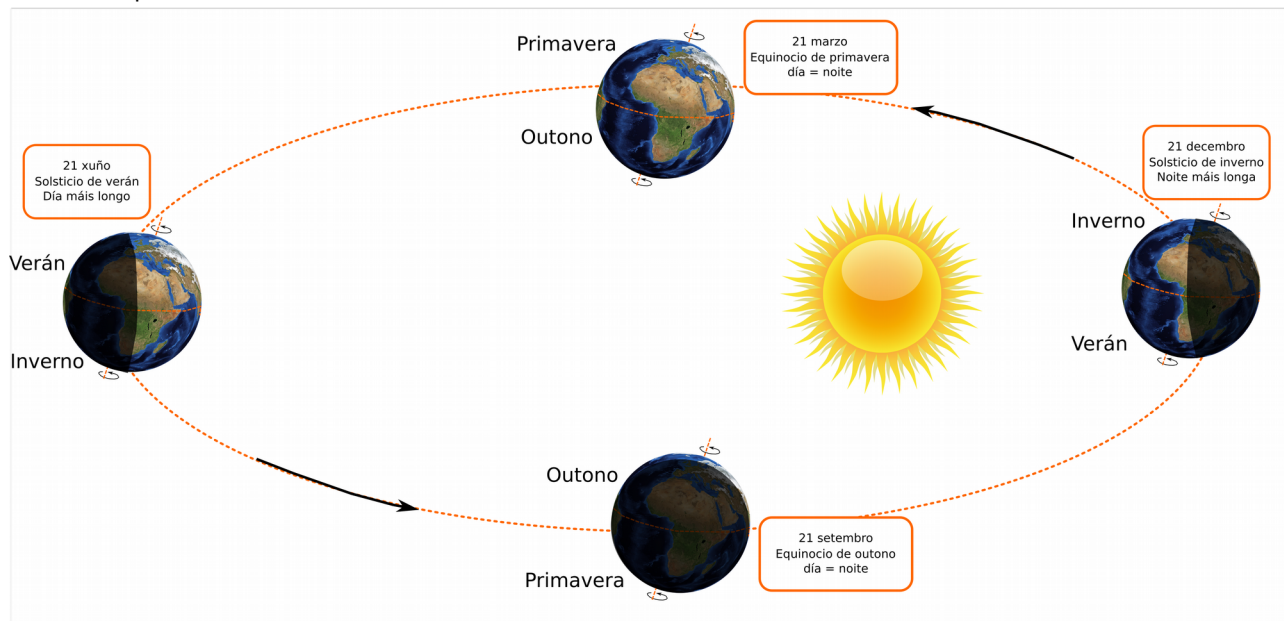 Primavera
21 marzo
Equinocio de primavera
día = noite
Outono
21 xuño
Solsticio de verán
Día máis longo
21 decembro
Solsticio de inverno
Noite máis longa
Verán
Inverno
Inverno
Verán
Outono
21 setembro
Equinocio de outono
día = noite
Primavera